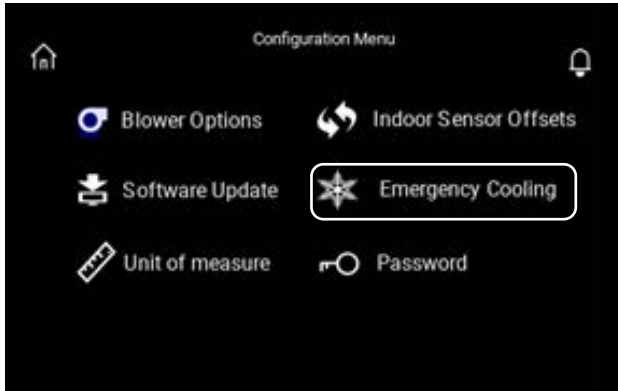 Configuration Menu
Blower Options
Indoor Sensor Offsets
Software Update
Emergency Cooling
Unit of measure
Password